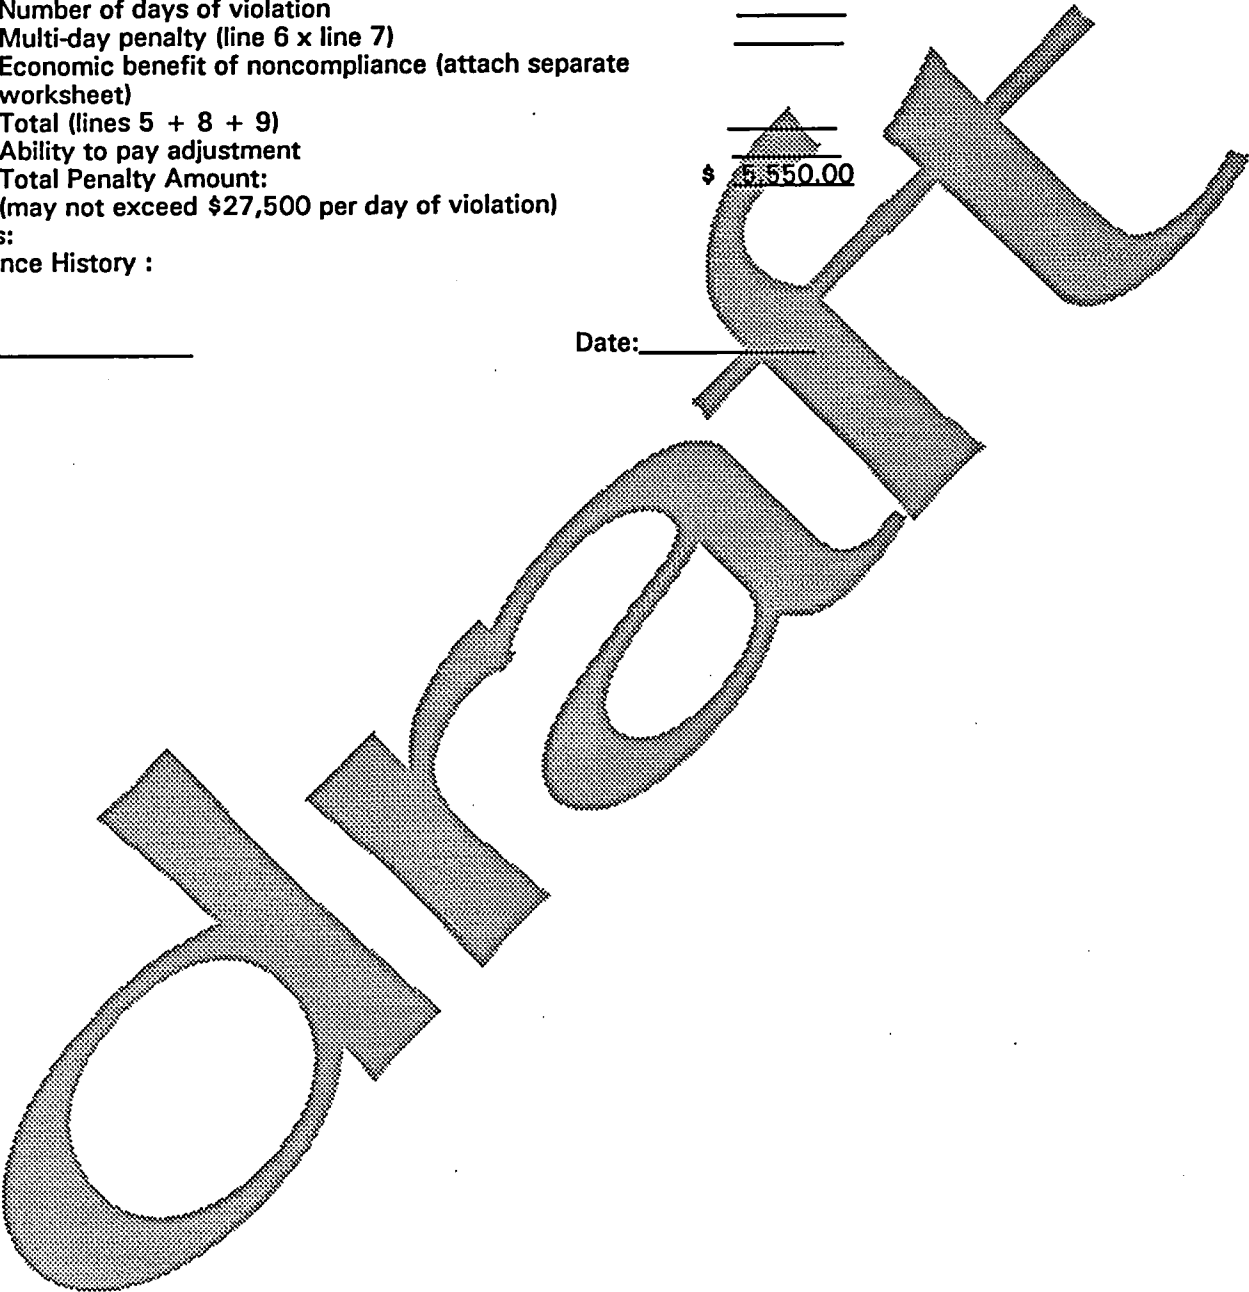 Number of days of violation
Multi-day penalty (line 6 x line 7)
Economic benefit of noncompliance (attach separate
worksheet)
Total (lines 5 + 8 + 9)
Ability to pay adjustment
Total Penalty Amount: $ 5,550.00
(may not exceed $27,500 per day of violation)
s:
nce History :
Date:
draft